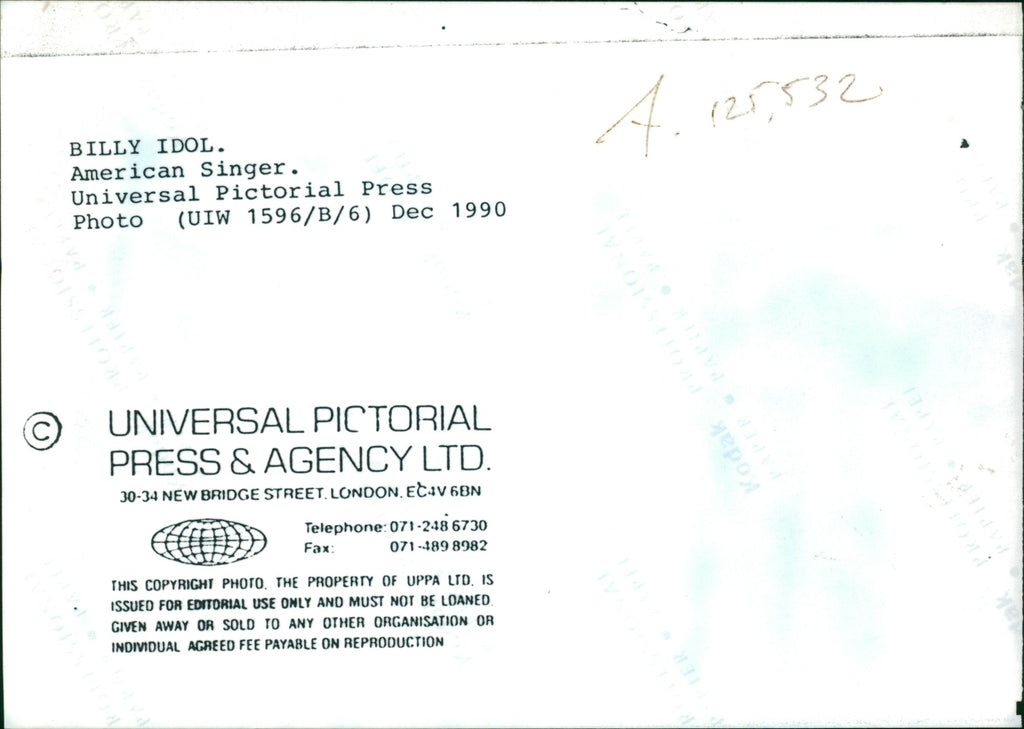 A. 125,532
BILLY IDOL.
American Singer.
Universal Pictorial Press
Photo (UIW 1596/B/6) Dec 1990
© UNIVERSAL PICTORIAL
PRESS & AGENCY LTD.
30-34 NEW BRIDGE STREET, LONDON, EC4V 6BN
Telephone: 071-248 6730
Fax: 071-489 8982
THIS COPYRIGHT PHOTO, THE PROPERTY OF UPPA LTD, IS
ISSUED FOR EDITORIAL USE ONLY AND MUST NOT BE LOANED
GIVEN AWAY OR SOLD TO ANY OTHER ORGANISATION OR
INDIVIDUAL AGREED FEE PAYABLE ON REPRODUCTION
Kodak
PROFESSIONAL
PAPIER